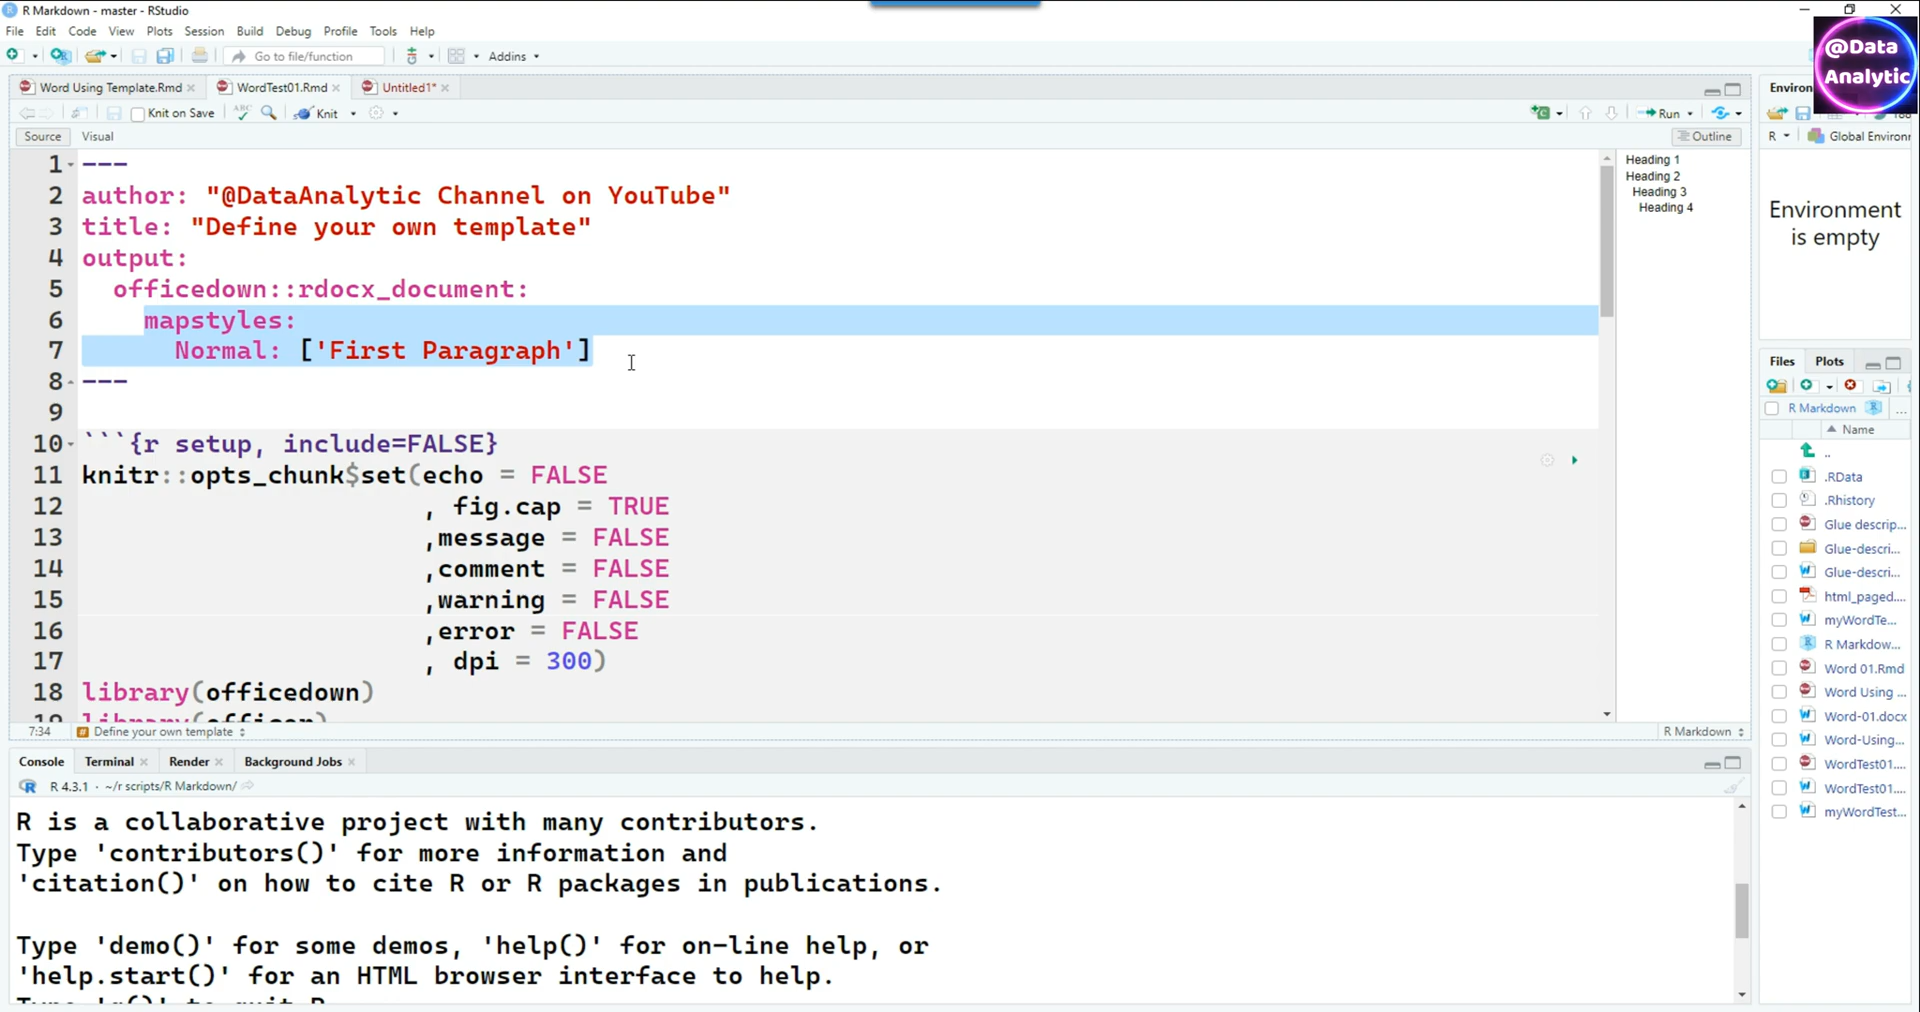 R Markdown - master - RStudio
File Edit Code View Plots Session Build Debug Profile Tools Help
Go to file/function Addins
@Data
Analytic
Word Using Template.Rmd WordTest01.Rmd Untitled1*
Knit on Save ABC Knit Run
Source Visual Outline
1 ---
2 author: "@DataAnalytic Channel on YouTube"
3 title: "Define your own template"
4 output:
5 officedown::rdocx_document:
6 mapstyles:
7 Normal: ['First Paragraph']
8 ---
9
10 ```{r setup, include=FALSE}
11 knitr::opts_chunk$set(echo = FALSE
12 , fig.cap = TRUE
13 ,message = FALSE
14 ,comment = FALSE
15 ,warning = FALSE
16 ,error = FALSE
17 , dpi = 300)
18 library(officedown)
19 library(officer)
Heading 1
Heading 2
Heading 3
Heading 4
7:34 Define your own template R Markdown
Console Terminal Render Background Jobs
R 4.3.1 · ~/r scripts/R Markdown/
R is a collaborative project with many contributors.
Type 'contributors()' for more information and
'citation()' on how to cite R or R packages in publications.
Type 'demo()' for some demos, 'help()' for on-line help, or
'help.start()' for an HTML browser interface to help.
Type 'q()' to quit R
Environ
R Global Environ
Environment
is empty
Files Plots
R Markdown ...
Name
..
.RData
.Rhistory
Glue descrip...
Glue-descri...
Glue-descri...
html_paged....
myWordTe...
R Markdow...
Word 01.Rmd
Word Using ...
Word-01.docx
Word-Using...
WordTest01....
WordTest01....
myWordTest...